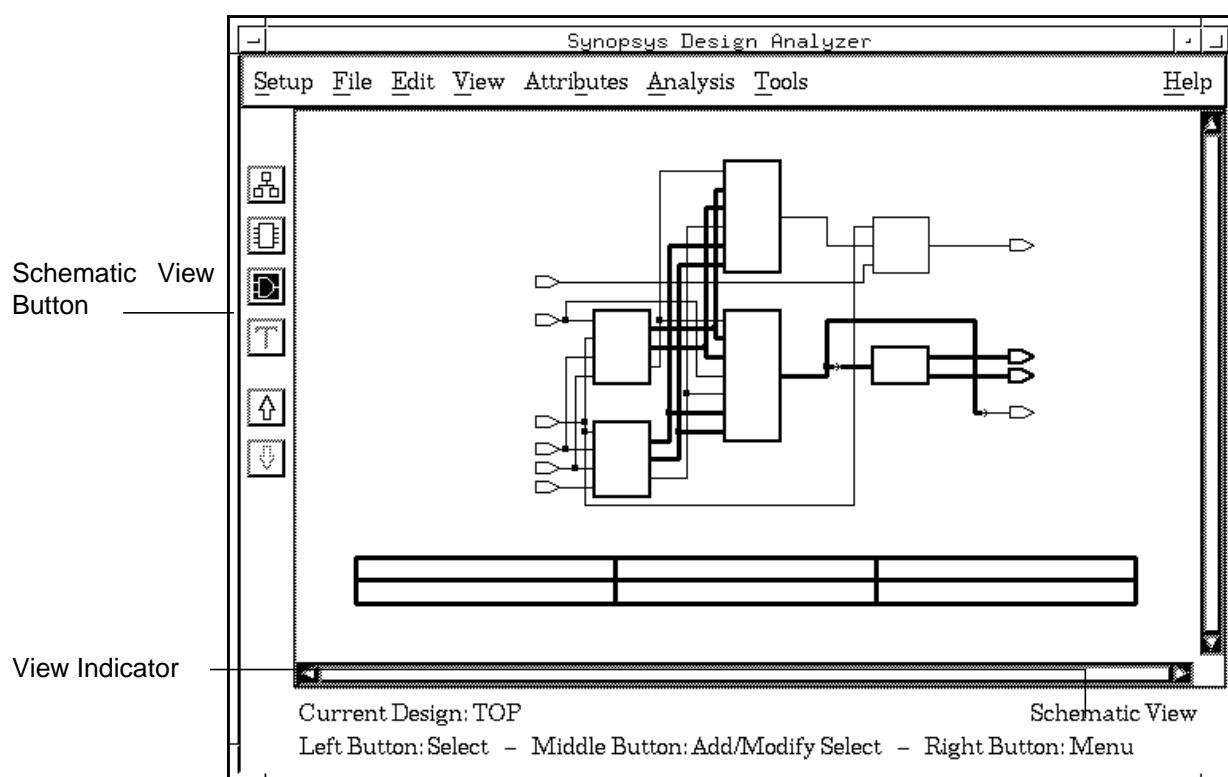 Synopsys Design Analyzer
Setup File Edit View Attributes Analysis Tools Help
Schematic View
Button
View Indicator
Current Design: TOP Schematic View
Left Button: Select – Middle Button: Add/Modify Select – Right Button: Menu